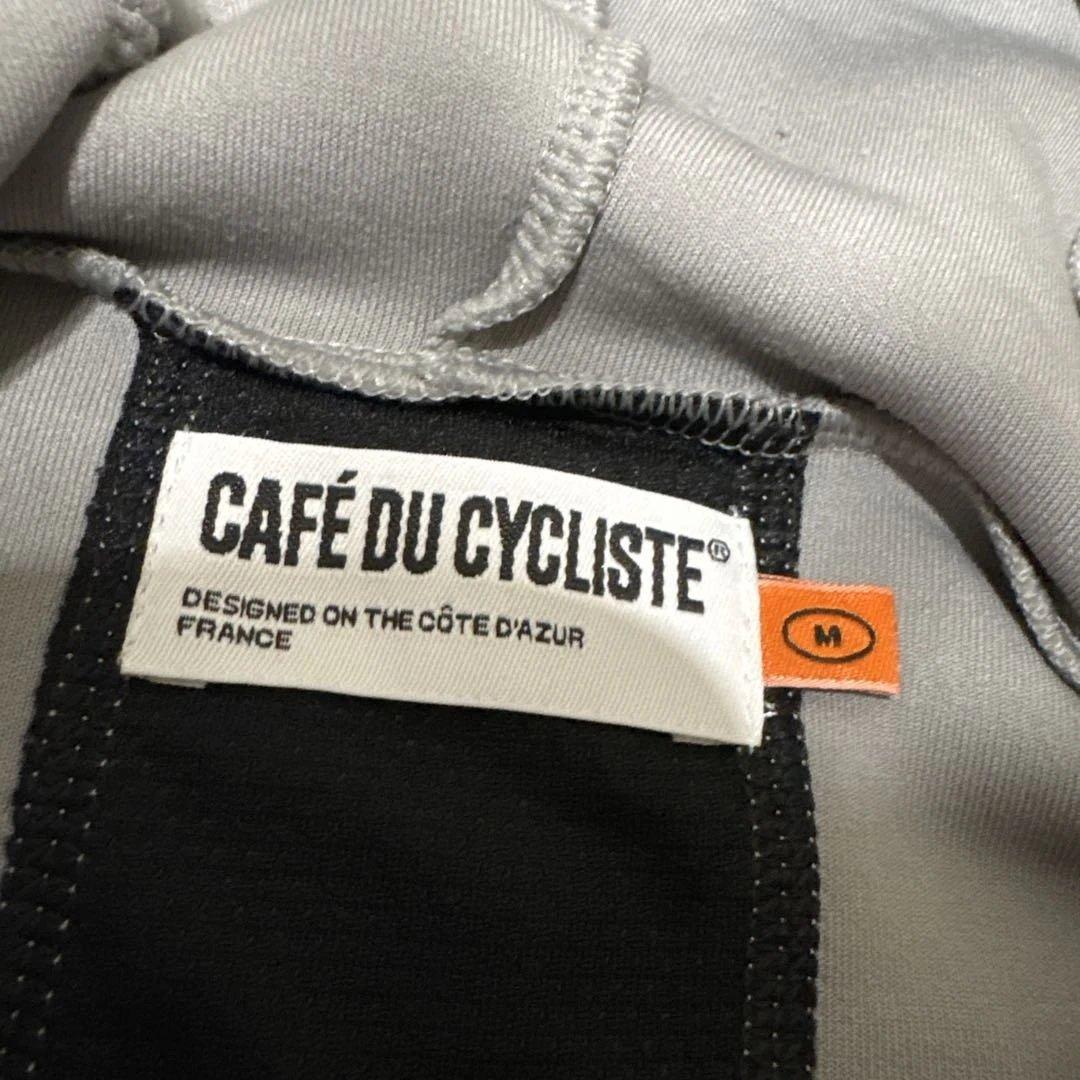 CAFÉ DU CYCLISTE®
DESIGNED ON THE CÔTE D'AZUR
FRANCE
M